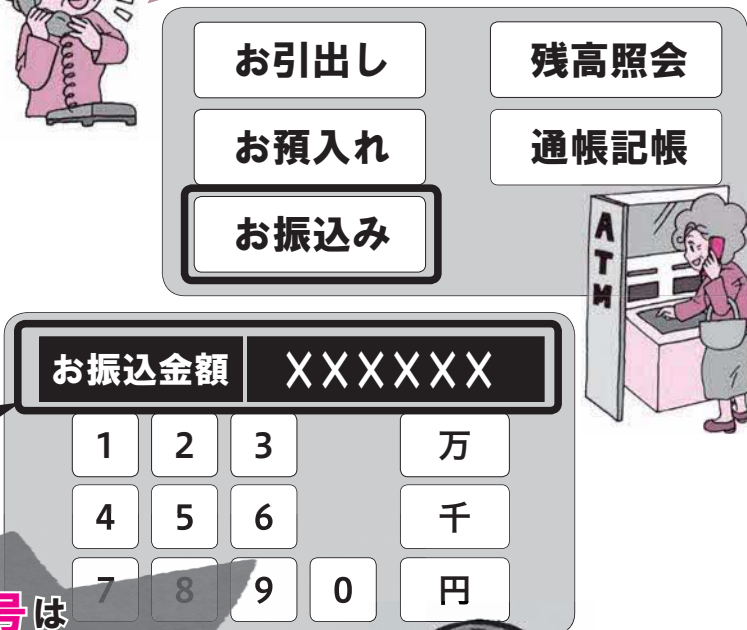 お引出し 残高照会
お預入れ 通帳記帳
お振込み
ATM
お振込金額 XXXXXX
1 2 3 万
4 5 6 千
7 8 9 0 円
号は